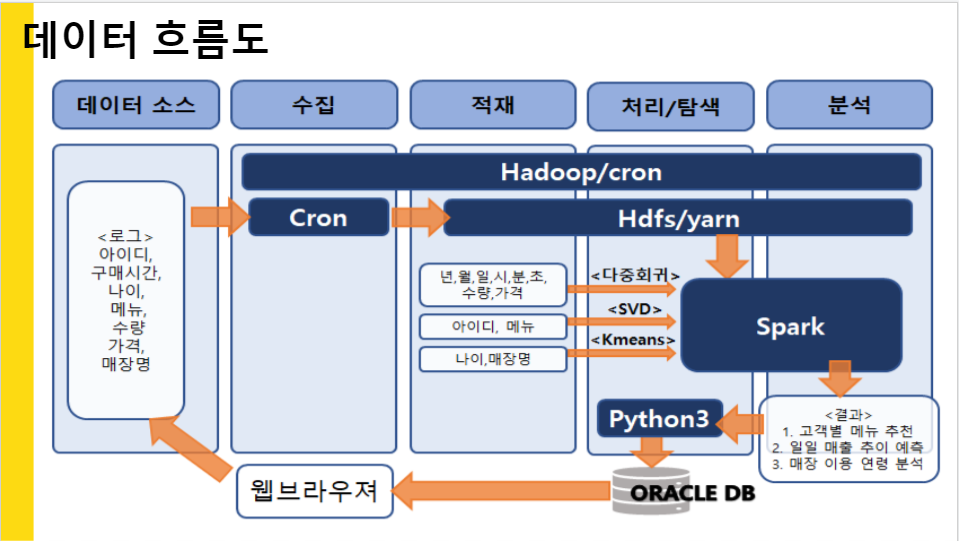 데이터 흐름도
데이터 소스
수집
적재
처리/탐색
분석
Hadoop/cron
Cron
Hdfs/yarn
<로그>
아이디,
구매시간,
나이,
메뉴,
수량
가격,
매장명
년,월,일,시,분,초,
수량,가격
<다중회귀>
아이디, 메뉴
<SVD>
나이,매장명
<Kmeans>
Spark
<결과>
1. 고객별 메뉴 추천
2. 일일 매출 추이 예측
3. 매장 이용 연령 분석
Python3
ORACLE DB
웹브라우져